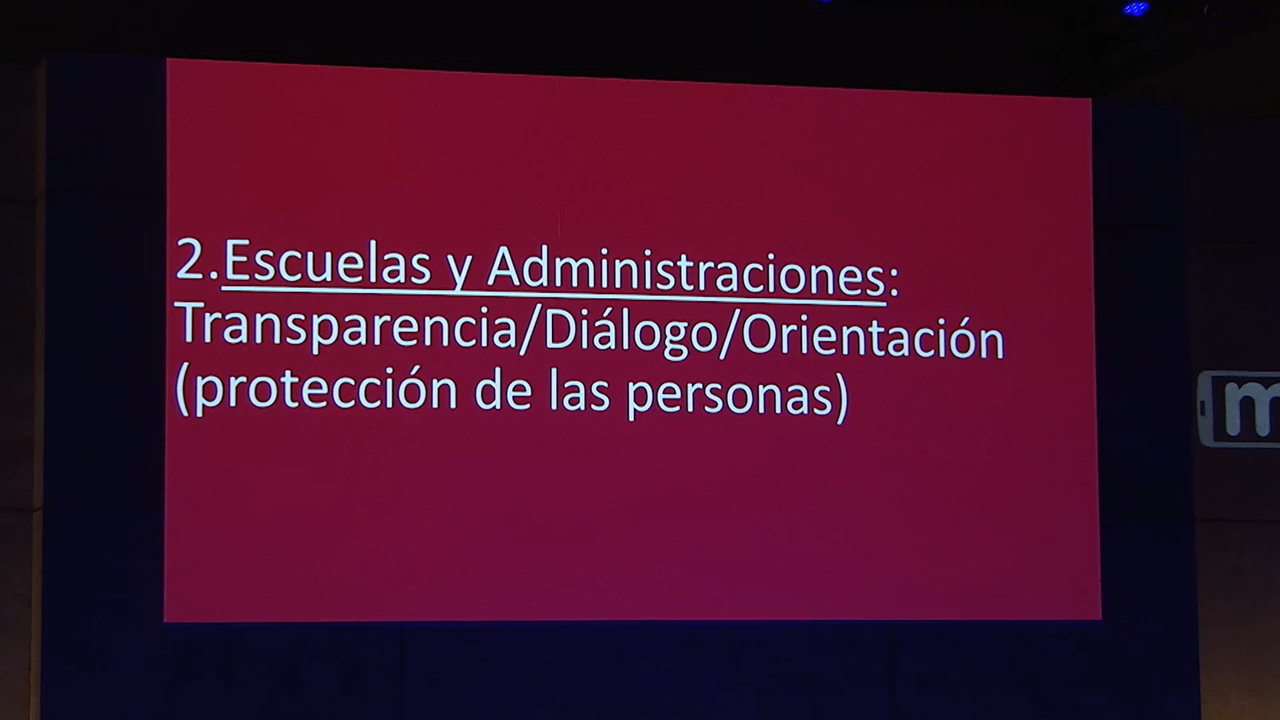 2.Escuelas y Administraciones:
Transparencia/Diálogo/Orientación
(protección de las personas)
m